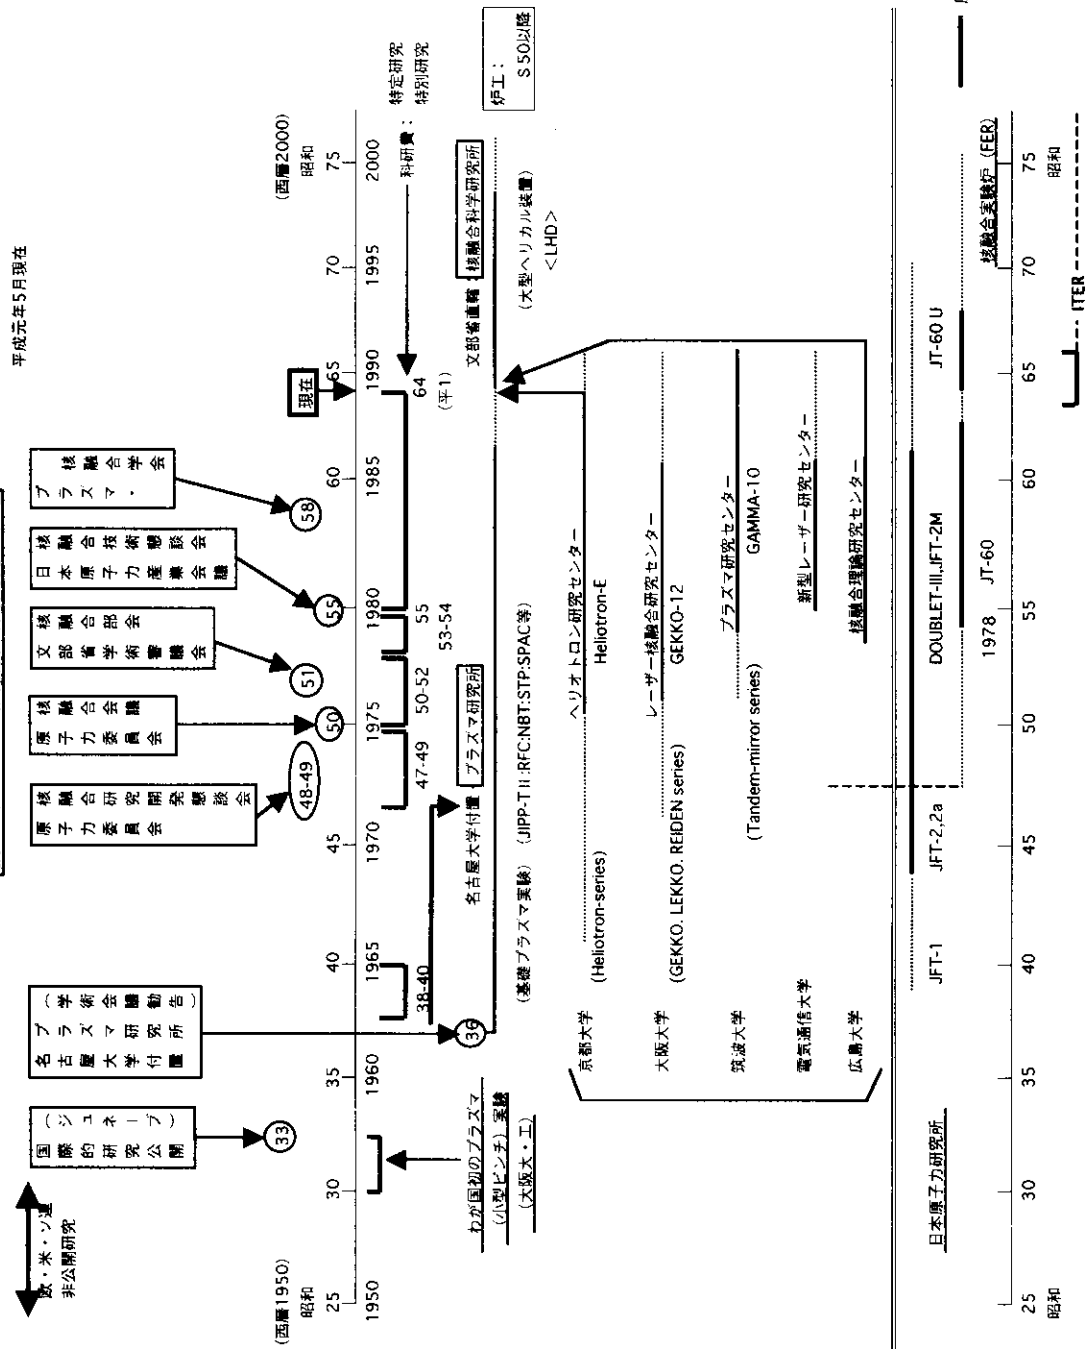 平成元年5月現在
欧・米・ソ連
非公開研究
国際的研究公開
(ジュネーブ)
名古屋大学付置
プラズマ研究所
(学術会議勧告)
原子力委員会
核融合研究開発懇談会
原子力委員会
核融合会議
文部省学術審議会
核融合部会
日本原子力産業会議
核融合技術懇談会
プラズマ・
核融合学会
33
48-49
50
51
55
58
現在
(西暦1950)
昭和
(西暦2000)
昭和
25 30 35 40 45 50 55 60 65 70 75
1950 1960 1965 1970 1975 1980 1985 1990 1995 2000
38-40
47-49
50-52
53-54
55
64
(平1)
科研費:
特定研究
特別研究
わが国初のプラズマ
(小型ピンチ) 実験
(大阪大・工)
36
名古屋大学付置
プラズマ研究所
文部省直轄:
核融合科学研究所
炉工:
S 50以降
(基礎プラズマ実験)
(JIPP-T II:RFC:NBT:STP:SPAC等)
(大型ヘリカル装置)
<LHD>
京都大学
ヘリオトロン研究センター
(Heliotron-series)
Heliotron-E
大阪大学
レーザー核融合研究センター
(GEKKO. LEKKO. REIDEN series)
GEKKO-12
筑波大学
プラズマ研究センター
(Tandem-mirror series)
GAMMA-10
電気通信大学
新型レーザー研究センター
広島大学
核融合理論研究センター
日本原子力研究所
JFT-1
JFT-2,2a
DOUBLET-III,JFT-2M
JT-60 U
1978
JT-60
核融合実験炉 (FER)
25 30 35 40 45 50 55 60 65 70 75
昭和
昭和
ITER